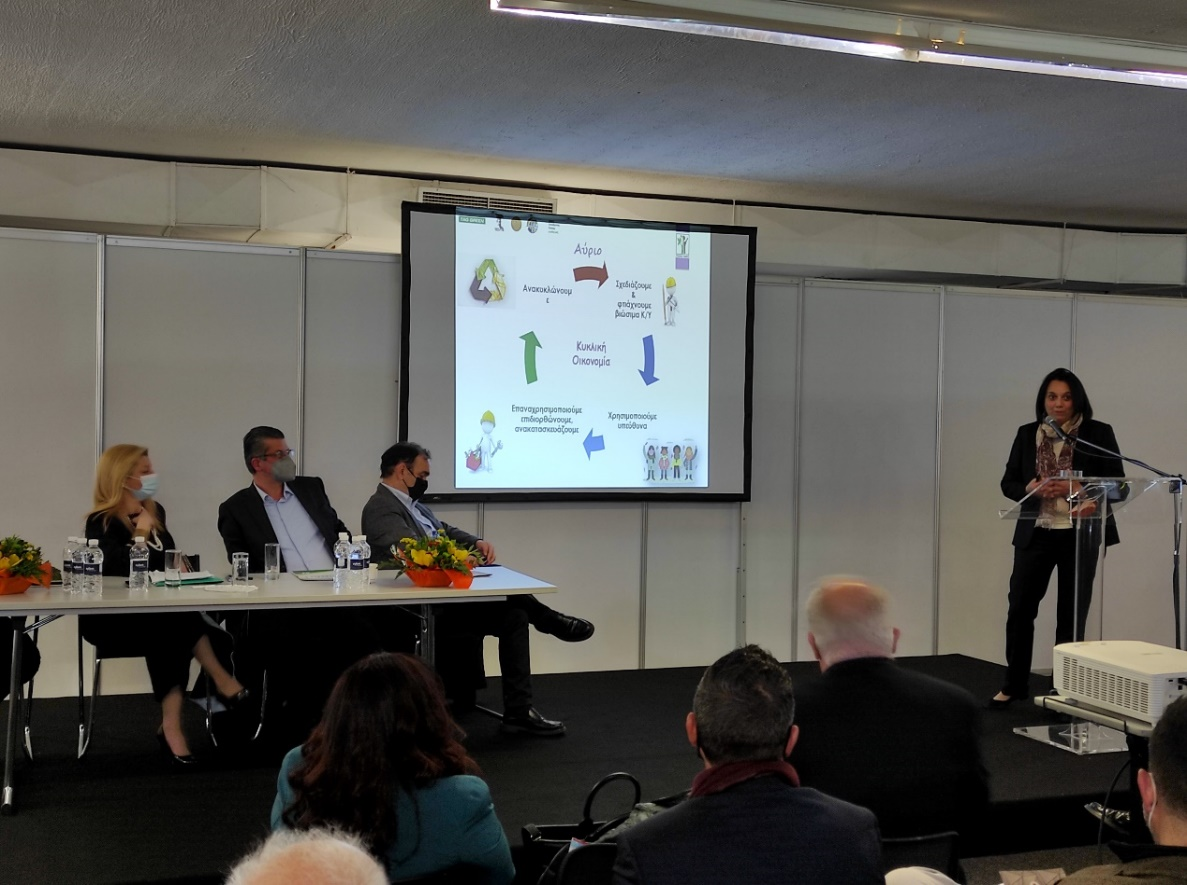 Αύριο
Ανακυκλώνουμ
ε
Σχεδιάζουμε
&
φτιάχνουμε
βιώσιμα Κ/Υ
Κυκλική
Οικονομία
Επαναχρησιμοποιούμε
επιδιορθώνουμε,
ανακατασκευάζουμε
Χρησιμοποιούμε
υπεύθυνα